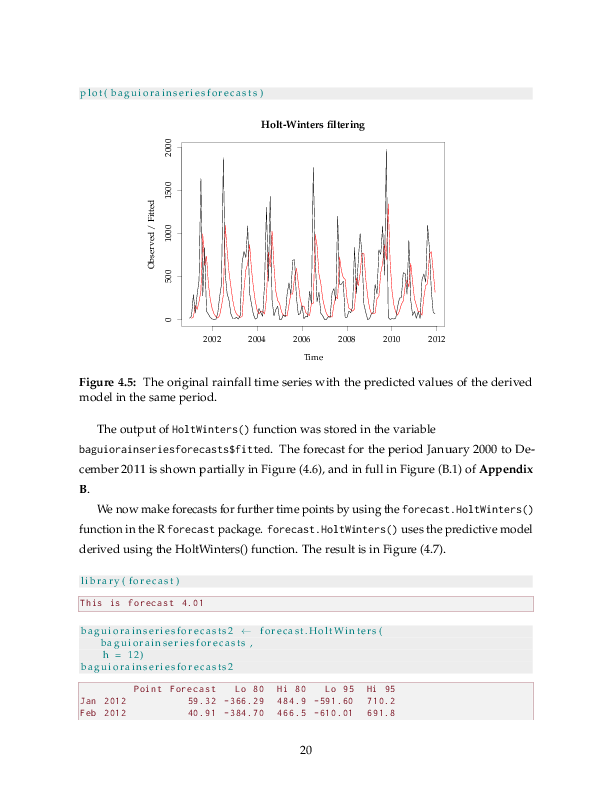 plot(baguiorainseriesforecasts)
Holt-Winters filtering
Observed / Fitted
2000
1500
1000
500
0
2002 2004 2006 2008 2010 2012
Time
Figure 4.5: The original rainfall time series with the predicted values of the derived
model in the same period.
The output of HoltWinters() function was stored in the variable
baguiorainseriesforecasts$fitted. The forecast for the period January 2000 to De-
cember 2011 is shown partially in Figure (4.6), and in full in Figure (B.1) of Appendix
B.
We now make forecasts for further time points by using the forecast.HoltWinters()
function in the R forecast package. forecast.HoltWinters() uses the predictive model
derived using the HoltWinters() function. The result is in Figure (4.7).
library(forecast)
This is forecast 4.01
baguiorainseriesforecasts2 ← forecast.HoltWinters(
baguiorainseriesforecasts,
h = 12)
baguiorainseriesforecasts2
Point Forecast Lo 80 Hi 80 Lo 95 Hi 95
Jan 2012 59.32 -366.29 484.9 -591.60 710.2
Feb 2012 40.91 -384.70 466.5 -610.01 691.8
20